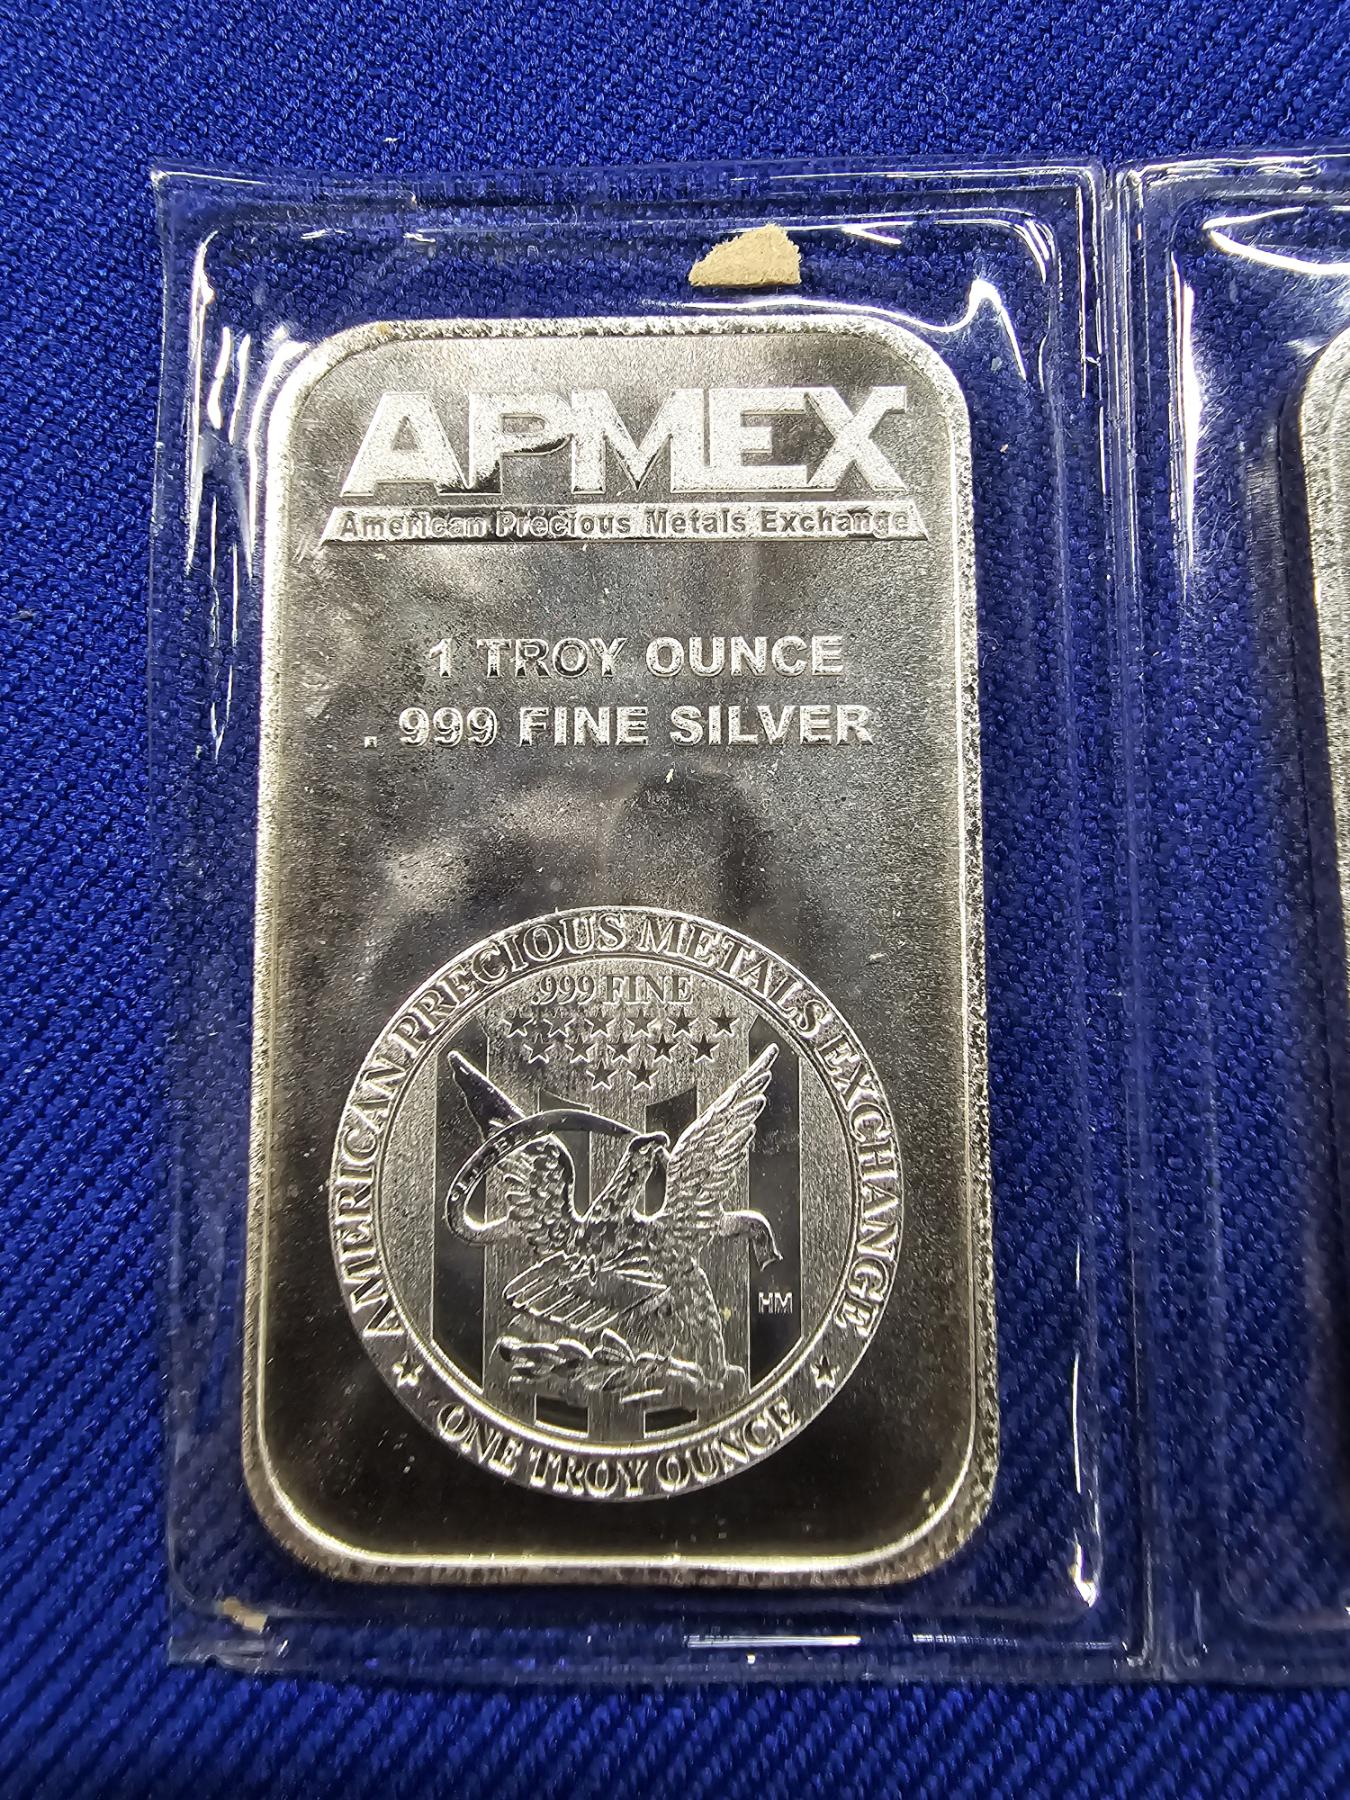 APMEX
American Precious Metals Exchange
1 TROY OUNCE
. 999 FINE SILVER
AMERICAN PRECIOUS METALS EXCHANGE
.999 FINE
HM
★ ONE TROY OUNCE ★